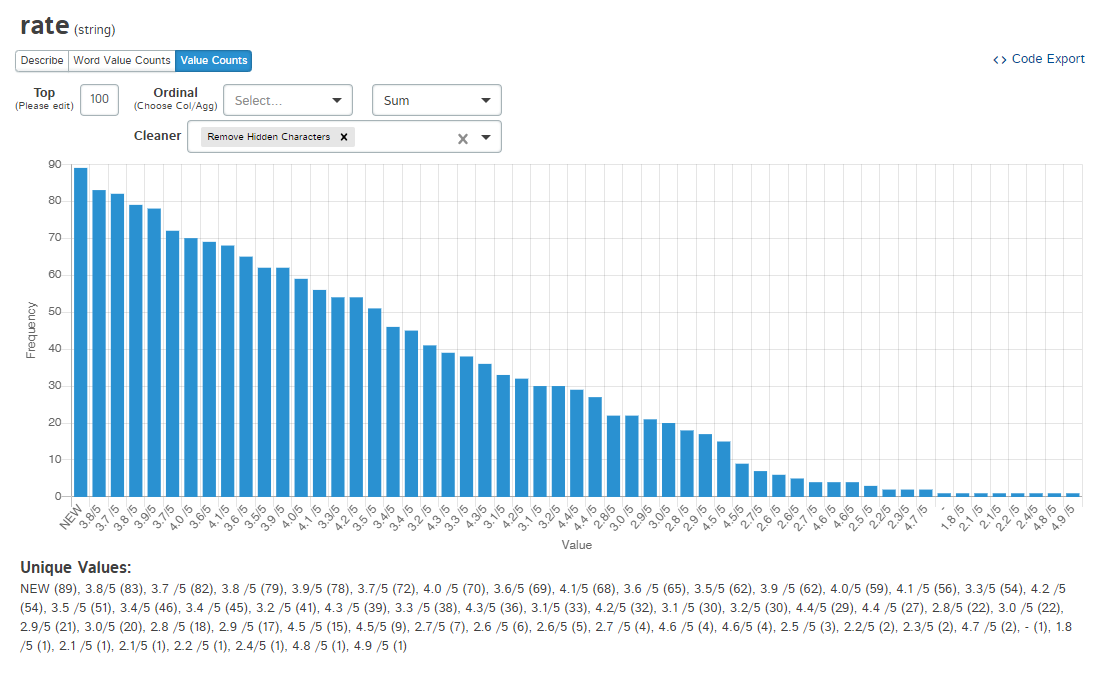 rate (string)
Describe Word Value Counts Value Counts
Code Export
Top
(Please edit)
100
Ordinal
(Choose Col/Agg)
Select...
Sum
Cleaner
Remove Hidden Characters
90
80
70
60
50
40
30
20
10
0
Frequency
NEW 3.8/5 3.7 /5 3.8 /5 3.9/5 3.7/5 4.0 /5 3.6/5 4.1/5 3.6 /5 3.5/5 3.9 /5 4.0/5 4.1 /5 3.3/5 4.2 /5 3.5 /5 3.4/5 3.4 /5 3.2 /5 4.3 /5 3.3 /5 4.3/5 3.1/5 4.2/5 3.1 /5 3.2/5 4.4/5 4.4 /5 2.8/5 3.0 /5 2.9/5 3.0/5 2.8 /5 2.9 /5 4.5 /5 4.5/5 2.7/5 2.6 /5 2.6/5 2.7 /5 4.6 /5 4.6/5 2.5 /5 2.2/5 2.3/5 4.7 /5 - 1.8 /5 2.1 /5 2.1/5 2.2 /5 2.4/5 4.8 /5 4.9 /5
Value
Unique Values:
NEW (89), 3.8/5 (83), 3.7 /5 (82), 3.8 /5 (79), 3.9/5 (78), 3.7/5 (72), 4.0 /5 (70), 3.6/5 (69), 4.1/5 (68), 3.6 /5 (65), 3.5/5 (62), 3.9 /5 (62), 4.0/5 (59), 4.1 /5 (56), 3.3/5 (54), 4.2 /5
(54), 3.5 /5 (51), 3.4/5 (46), 3.4 /5 (45), 3.2 /5 (41), 4.3 /5 (39), 3.3 /5 (38), 4.3/5 (36), 3.1/5 (33), 4.2/5 (32), 3.1 /5 (30), 3.2/5 (30), 4.4/5 (29), 4.4 /5 (27), 2.8/5 (22), 3.0 /5 (22),
2.9/5 (21), 3.0/5 (20), 2.8 /5 (18), 2.9 /5 (17), 4.5 /5 (15), 4.5/5 (9), 2.7/5 (7), 2.6 /5 (6), 2.6/5 (5), 2.7 /5 (4), 4.6 /5 (4), 4.6/5 (4), 2.5 /5 (3), 2.2/5 (2), 2.3/5 (2), 4.7 /5 (2), - (1), 1.8
/5 (1), 2.1 /5 (1), 2.1/5 (1), 2.2 /5 (1), 2.4/5 (1), 4.8 /5 (1), 4.9 /5 (1)